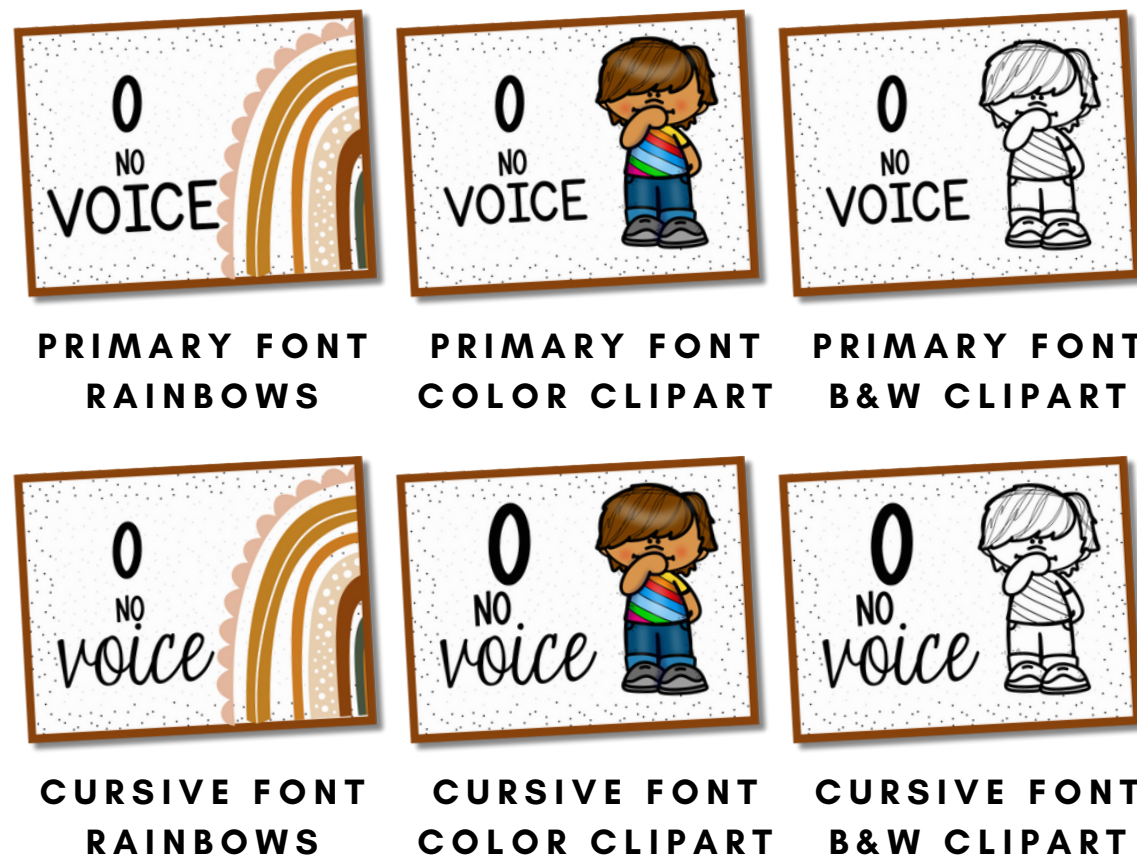 0
NO
VOICE
0
NO
VOICE
0
NO
VOICE
PRIMARY FONT
RAINBOWS
PRIMARY FONT
COLOR CLIPART
PRIMARY FONT
B&W CLIPART
0
NO
voice
0
NO
voice
0
NO
voice
CURSIVE FONT
RAINBOWS
CURSIVE FONT
COLOR CLIPART
CURSIVE FONT
B&W CLIPART